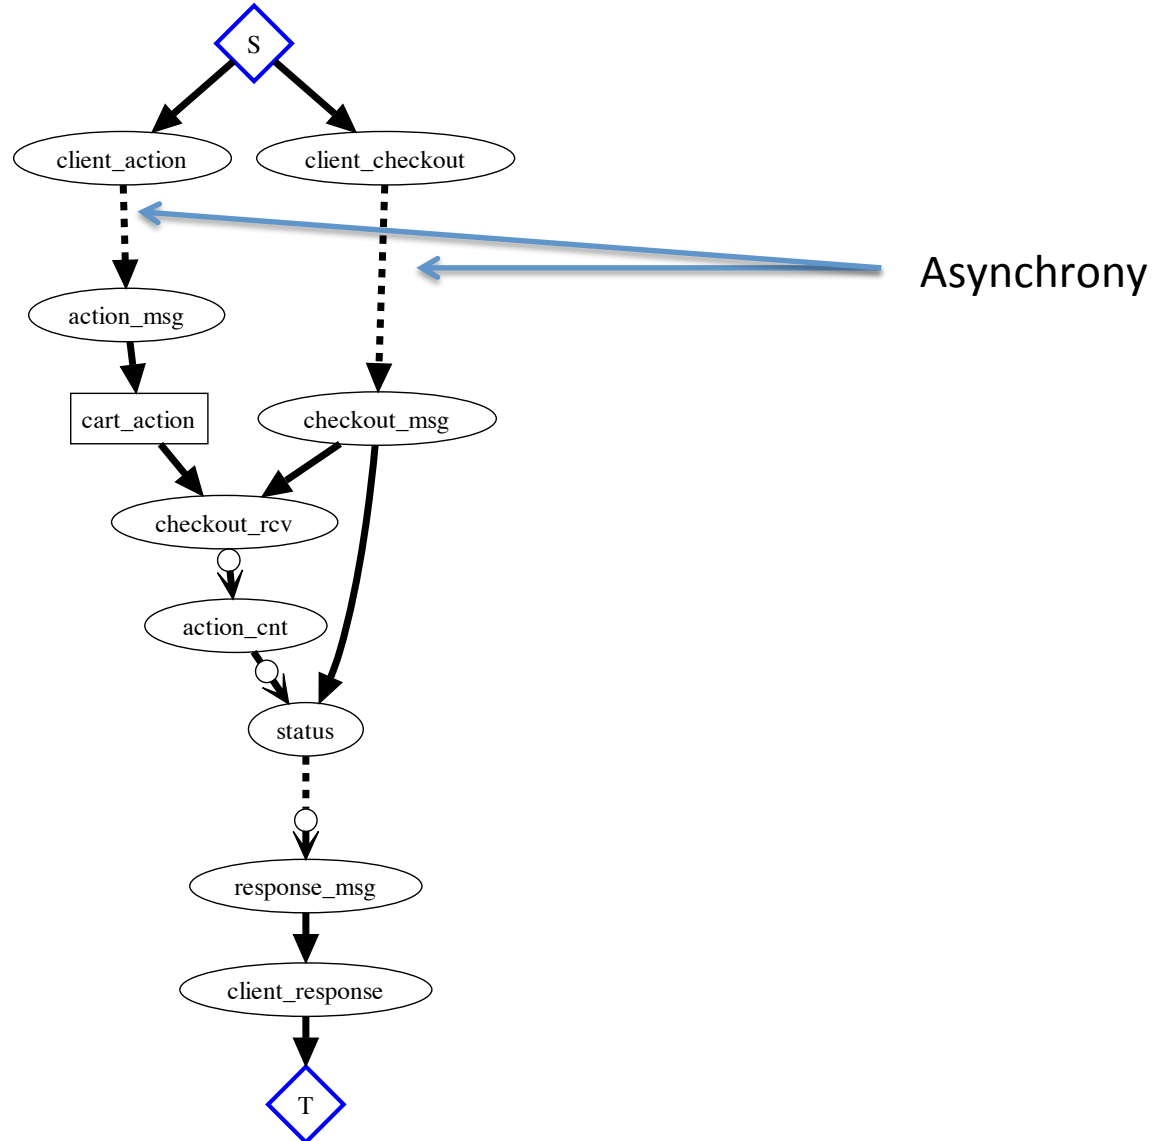 S
client_action
client_checkout
Asynchrony
action_msg
cart_action
checkout_msg
checkout_rcv
action_cnt
status
response_msg
client_response
T